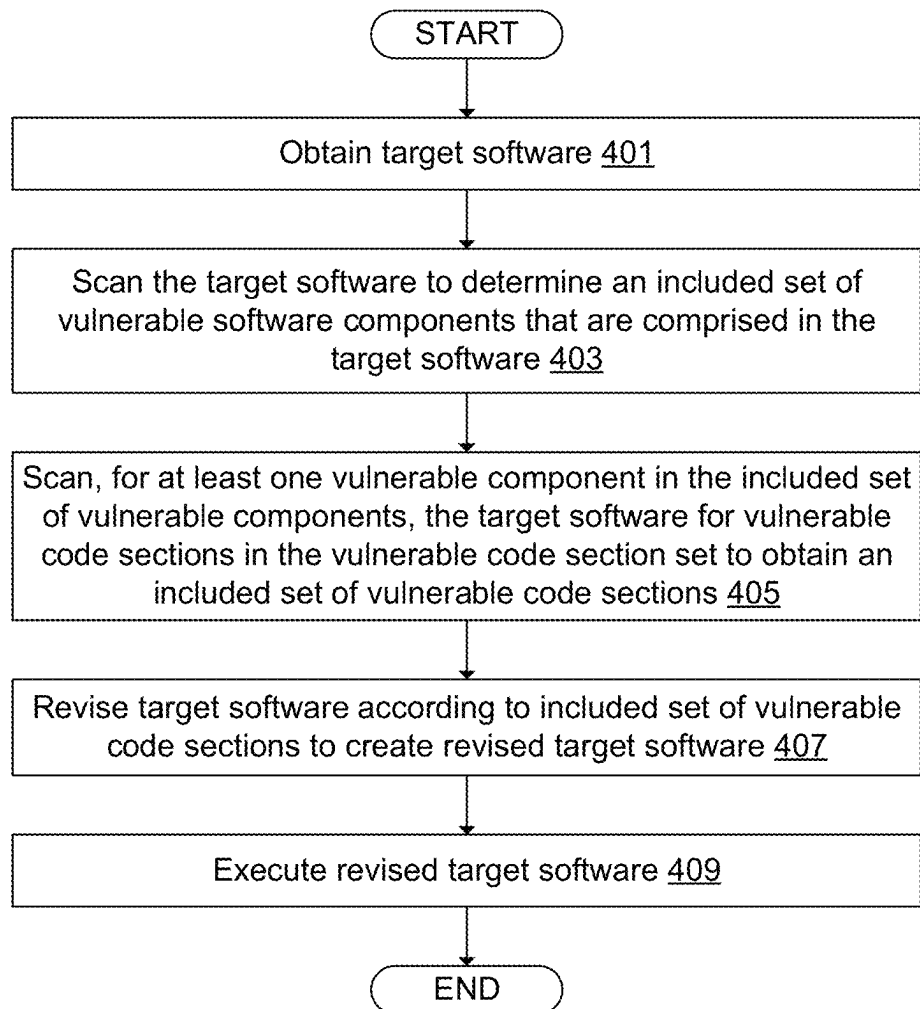 START
Obtain target software 401
Scan the target software to determine an included set of
vulnerable software components that are comprised in the
target software 403
Scan, for at least one vulnerable component in the included set
of vulnerable components, the target software for vulnerable
code sections in the vulnerable code section set to obtain an
included set of vulnerable code sections 405
Revise target software according to included set of vulnerable
code sections to create revised target software 407
Execute revised target software 409
END